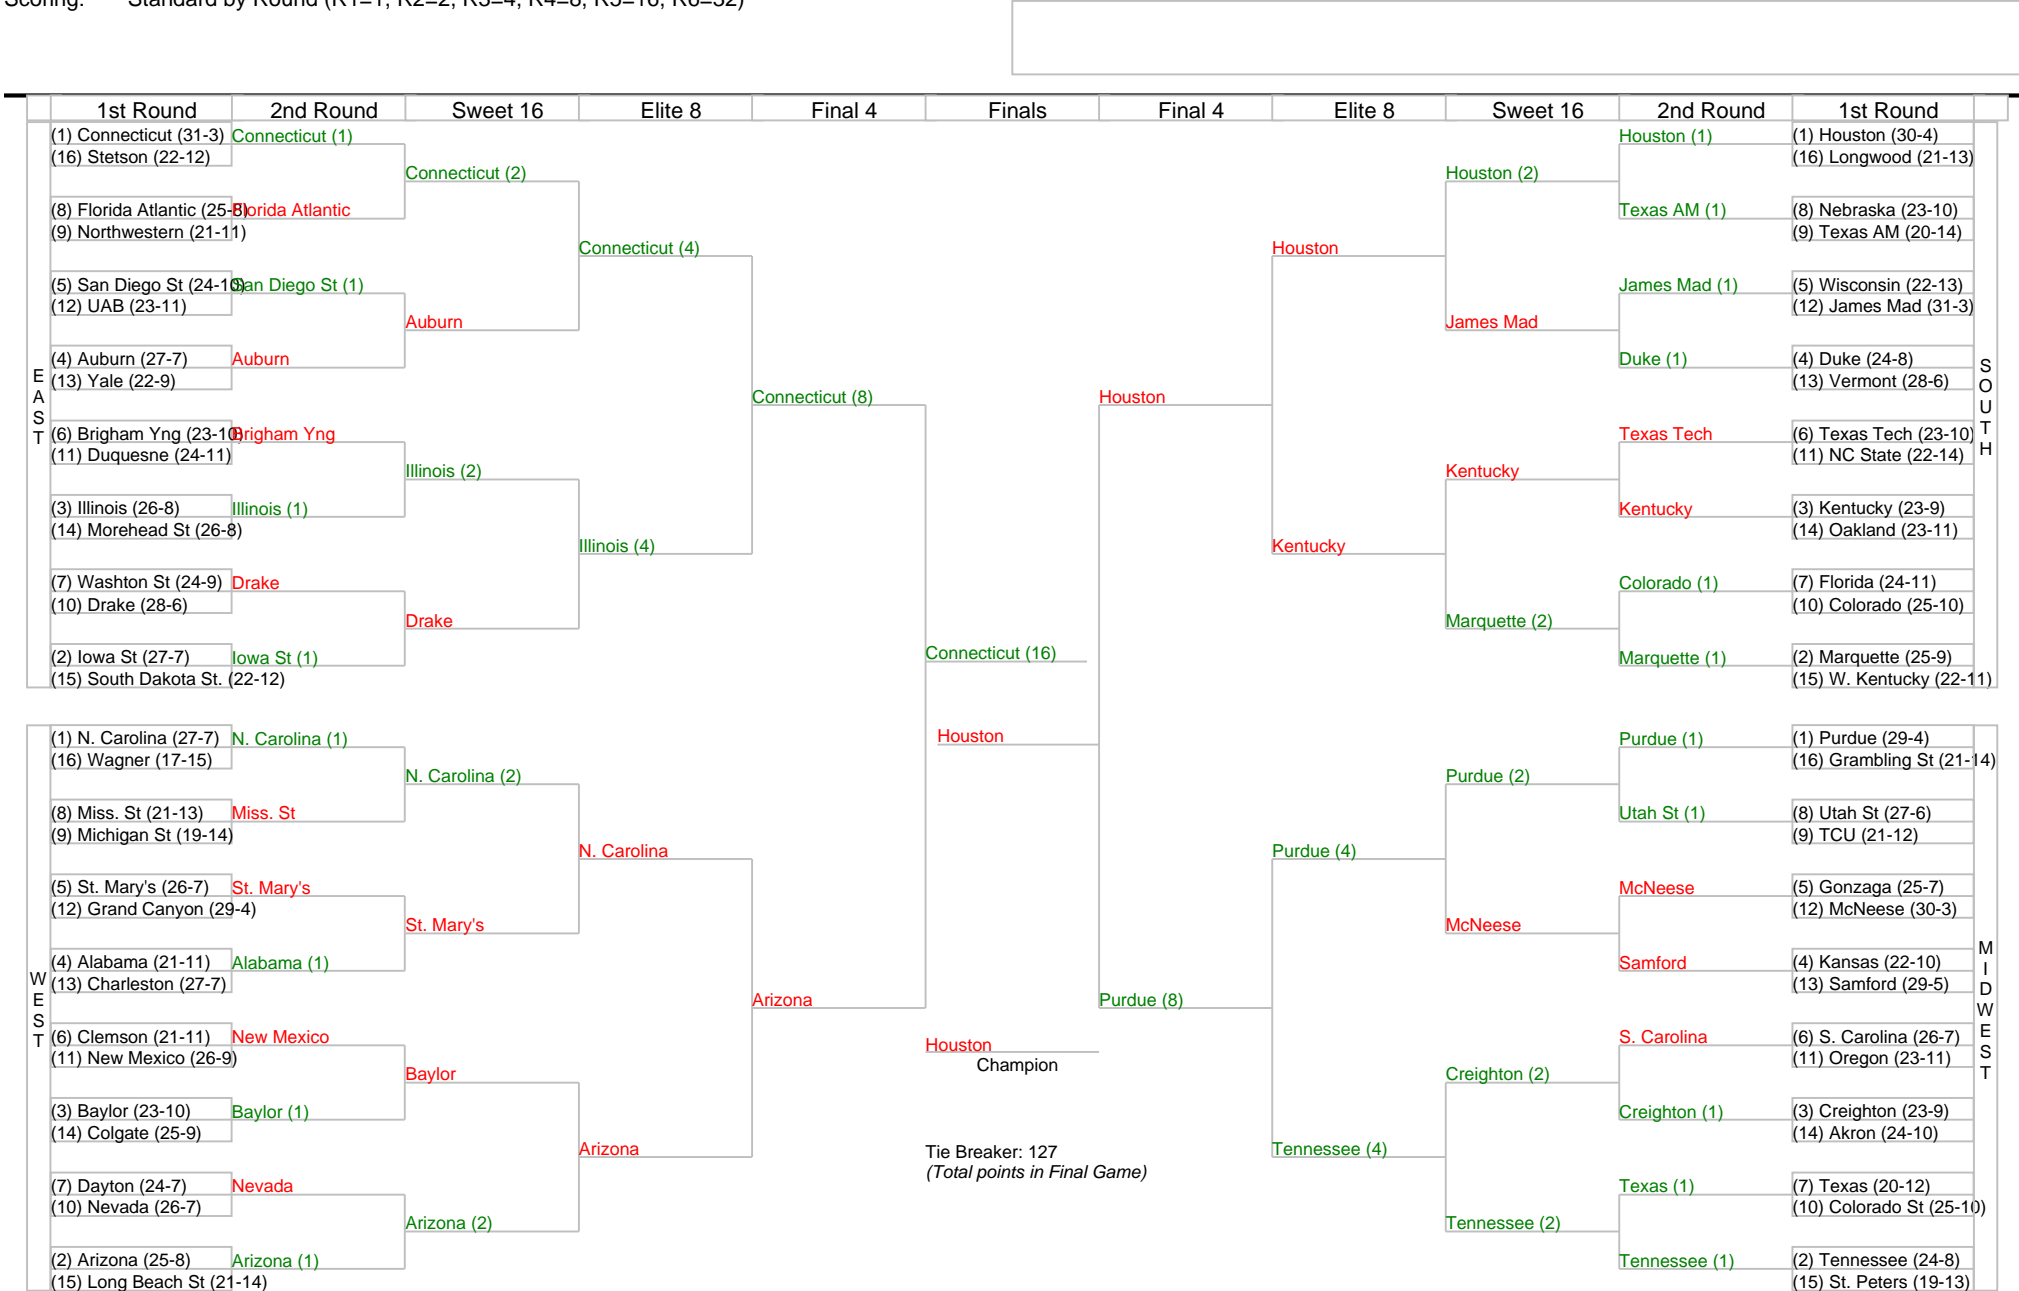 Scoring: Standard by Round (R1=1, R2=2, R3=4, R4=8, R5=16, R6=32)
1st Round 2nd Round Sweet 16 Elite 8 Final 4 Finals Final 4 Elite 8 Sweet 16 2nd Round 1st Round
EAST
(1) Connecticut (31-3)
(16) Stetson (22-12)
(8) Florida Atlantic (25-8)
(9) Northwestern (21-11)
(5) San Diego St (24-10)
(12) UAB (23-11)
(4) Auburn (27-7)
(13) Yale (22-9)
(6) Brigham Yng (23-10)
(11) Duquesne (24-11)
(3) Illinois (26-8)
(14) Morehead St (26-8)
(7) Washton St (24-9)
(10) Drake (28-6)
(2) Iowa St (27-7)
(15) South Dakota St. (22-12)
Connecticut (1)
Florida Atlantic
San Diego St (1)
Auburn
Brigham Yng
Illinois (1)
Drake
Iowa St (1)
Connecticut (2)
Auburn
Illinois (2)
Drake
Connecticut (4)
Illinois (4)
Connecticut (8)
WEST
(1) N. Carolina (27-7)
(16) Wagner (17-15)
(8) Miss. St (21-13)
(9) Michigan St (19-14)
(5) St. Mary's (26-7)
(12) Grand Canyon (29-4)
(4) Alabama (21-11)
(13) Charleston (27-7)
(6) Clemson (21-11)
(11) New Mexico (26-9)
(3) Baylor (23-10)
(14) Colgate (25-9)
(7) Dayton (24-7)
(10) Nevada (26-7)
(2) Arizona (25-8)
(15) Long Beach St (21-14)
N. Carolina (1)
Miss. St
St. Mary's
Alabama (1)
New Mexico
Baylor (1)
Nevada
Arizona (1)
N. Carolina (2)
St. Mary's
Baylor
Arizona (2)
N. Carolina
Arizona
Arizona
Connecticut (16)
Houston
Houston
Champion
Tie Breaker: 127
(Total points in Final Game)
Houston
Purdue (8)
Houston
Kentucky
Houston (2)
James Mad
Kentucky
Marquette (2)
Houston (1)
Texas AM (1)
James Mad (1)
Duke (1)
Texas Tech
Kentucky
Colorado (1)
Marquette (1)
(1) Houston (30-4)
(16) Longwood (21-13)
(8) Nebraska (23-10)
(9) Texas AM (20-14)
(5) Wisconsin (22-13)
(12) James Mad (31-3)
(4) Duke (24-8)
(13) Vermont (28-6)
(6) Texas Tech (23-10)
(11) NC State (22-14)
(3) Kentucky (23-9)
(14) Oakland (23-11)
(7) Florida (24-11)
(10) Colorado (25-10)
(2) Marquette (25-9)
(15) W. Kentucky (22-11)
SOUTH
Purdue (4)
Tennessee (4)
Purdue (2)
McNeese
Creighton (2)
Tennessee (2)
Purdue (1)
Utah St (1)
McNeese
Samford
S. Carolina
Creighton (1)
Texas (1)
Tennessee (1)
(1) Purdue (29-4)
(16) Grambling St (21-14)
(8) Utah St (27-6)
(9) TCU (21-12)
(5) Gonzaga (25-7)
(12) McNeese (30-3)
(4) Kansas (22-10)
(13) Samford (29-5)
(6) S. Carolina (26-7)
(11) Oregon (23-11)
(3) Creighton (23-9)
(14) Akron (24-10)
(7) Texas (20-12)
(10) Colorado St (25-10)
(2) Tennessee (24-8)
(15) St. Peters (19-13)
MIDWEST